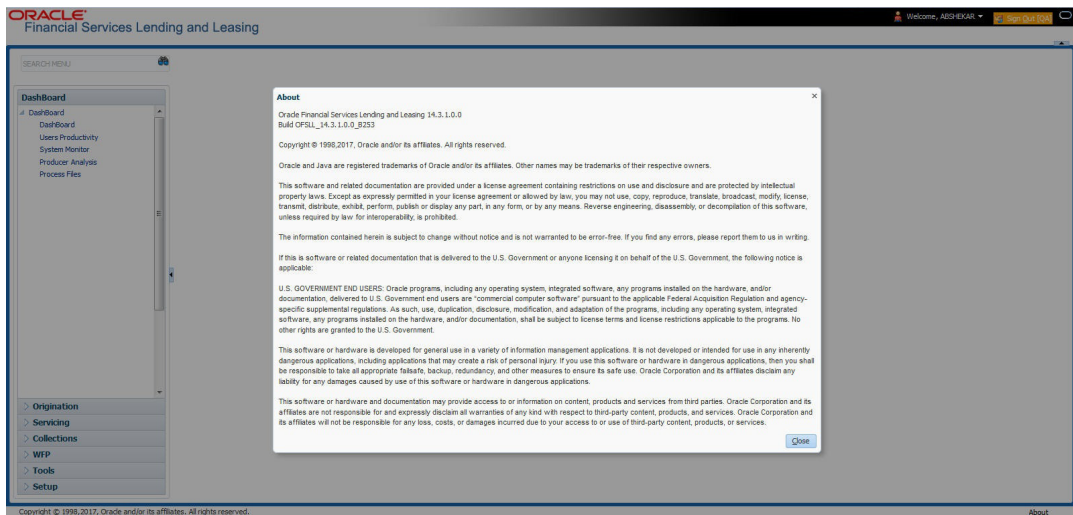 ORACLE
Financial Services Lending and Leasing
Welcome, ABSHEKAR
Sign Out [QA]
SEARCH MENU
DashBoard
DashBoard
DashBoard
Users Productivity
System Monitor
Producer Analysis
Process Files
Origination
Servicing
Collections
WFP
Tools
Setup
About
Oracle Financial Services Lending and Leasing 14.3.1.0.0
Build OFSLL_14.3.1.0.0_B253
Copyright © 1998,2017, Oracle and/or its affiliates. All rights reserved.
Oracle and Java are registered trademarks of Oracle and/or its affiliates. Other names may be trademarks of their respective owners.
This software and related documentation are provided under a license agreement containing restrictions on use and disclosure and are protected by intellectual
property laws. Except as expressly permitted in your license agreement or allowed by law, you may not use, copy, reproduce, translate, broadcast, modify, license,
transmit, distribute, exhibit, perform, publish or display any part, in any form, or by any means. Reverse engineering, disassembly, or decompilation of this software,
unless required by law for interoperability, is prohibited.
The information contained herein is subject to change without notice and is not warranted to be error-free. If you find any errors, please report them to us in writing.
If this is software or related documentation that is delivered to the U.S. Government or anyone licensing it on behalf of the U.S. Government, the following notice is
applicable:
U.S. GOVERNMENT END USERS: Oracle programs, including any operating system, integrated software, any programs installed on the hardware, and/or
documentation, delivered to U.S. Government end users are "commercial computer software" pursuant to the applicable Federal Acquisition Regulation and agency-
specific supplemental regulations. As such, use, duplication, disclosure, modification, and adaptation of the programs, including any operating system, integrated
software, any programs installed on the hardware, and/or documentation, shall be subject to license terms and license restrictions applicable to the programs. No
other rights are granted to the U.S. Government.
This software or hardware is developed for general use in a variety of information management applications. It is not developed or intended for use in any inherently
dangerous applications, including applications that may create a risk of personal injury. If you use this software or hardware in dangerous applications, then you shall
be responsible to take all appropriate failsafe, backup, redundancy, and other measures to ensure its safe use. Oracle Corporation and its affiliates disclaim any
liability for any damages caused by use of this software or hardware in dangerous applications.
This software or hardware and documentation may provide access to or information on content, products and services from third parties. Oracle Corporation and its
affiliates are not responsible for and expressly disclaim all warranties of any kind with respect to third-party content, products, and services. Oracle Corporation and
its affiliates will not be responsible for any loss, costs, or damages incurred due to your access to or use of third-party content, products, or services.
Close
Copyright © 1998,2017, Oracle and/or its affiliates. All rights reserved.
About